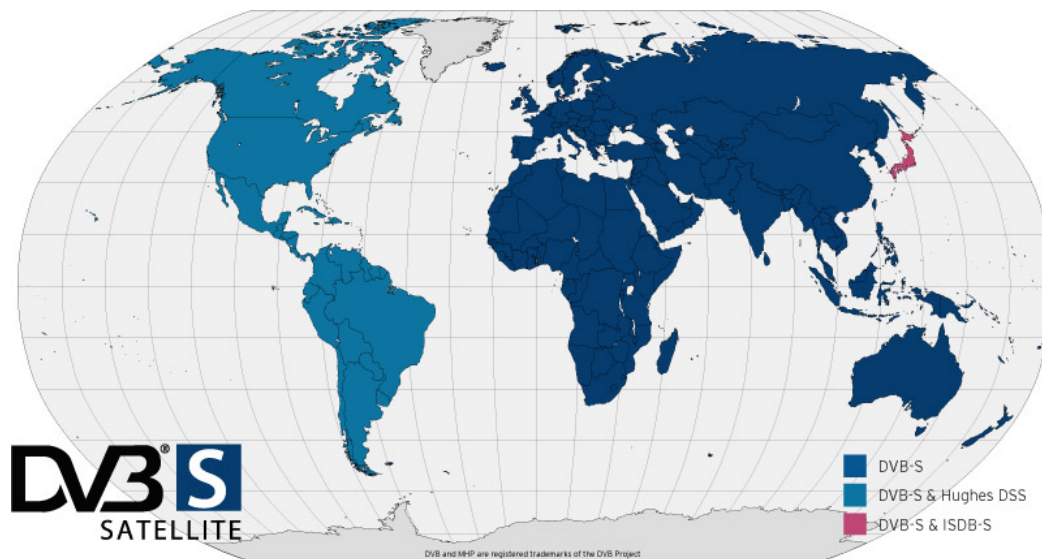 DVB® S
SATELLITE
DVB-S
DVB-S & Hughes DSS
DVB-S & ISDB-S
DVB and MHP are registered trademarks of the DVB Project